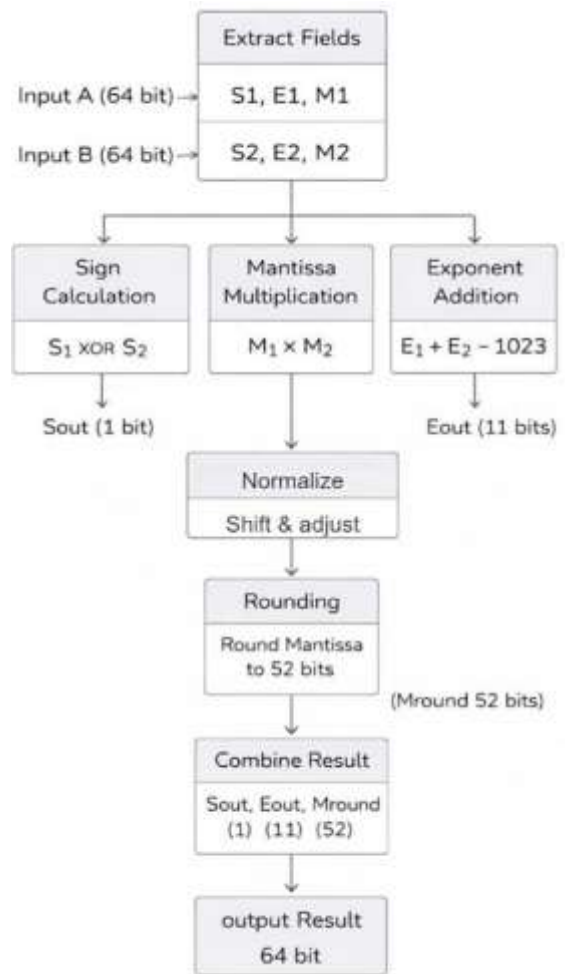 Extract Fields
Input A (64 bit)→
S1, E1, M1
Input B (64 bit)→
S2, E2, M2
Sign
Calculation
S₁ XOR S₂
Mantissa
Multiplication
M₁ × M₂
Exponent
Addition
E₁ + E₂ − 1023
Sout (1 bit)
Eout (11 bits)
Normalize
Shift & adjust
Rounding
Round Mantissa
to 52 bits
(Mround 52 bits)
Combine Result
Sout, Eout, Mround
(1) (11) (52)
output Result
64 bit